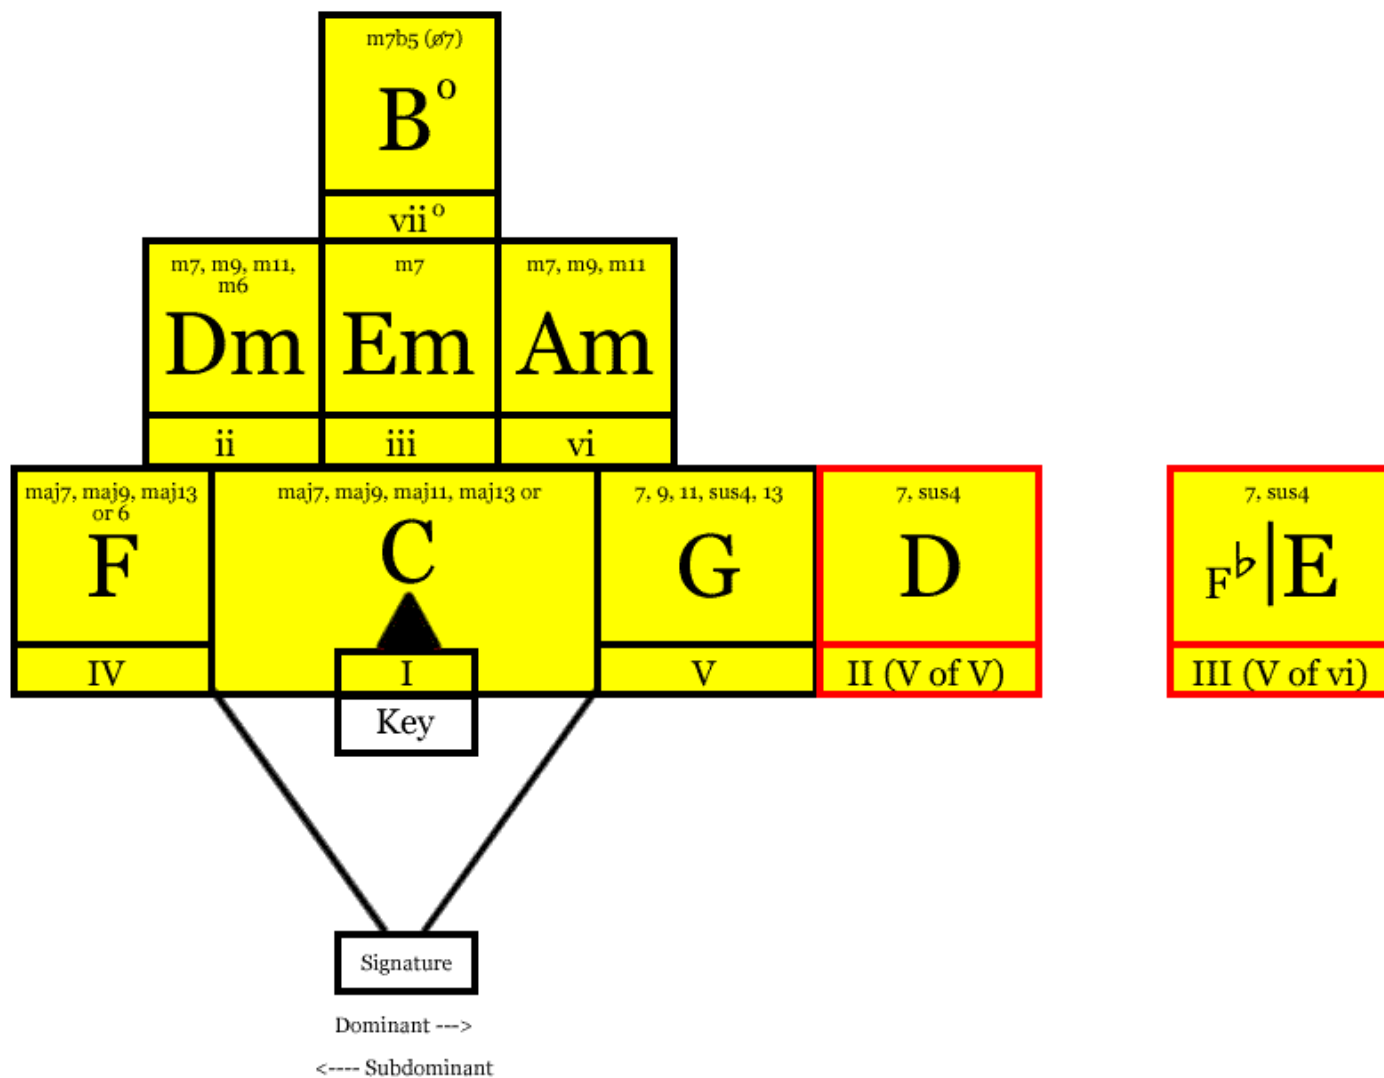 m7b5 (ø7)
B°
vii°
m7, m9, m11,
m6
Dm
ii
m7
Em
iii
m7, m9, m11
Am
vi
maj7, maj9, maj13
or 6
F
IV
maj7, maj9, maj11, maj13 or
C
I
Key
7, 9, 11, sus4, 13
G
V
7, sus4
D
II (V of V)
7, sus4
F♭|E
III (V of vi)
Signature
Dominant --->
<---- Subdominant